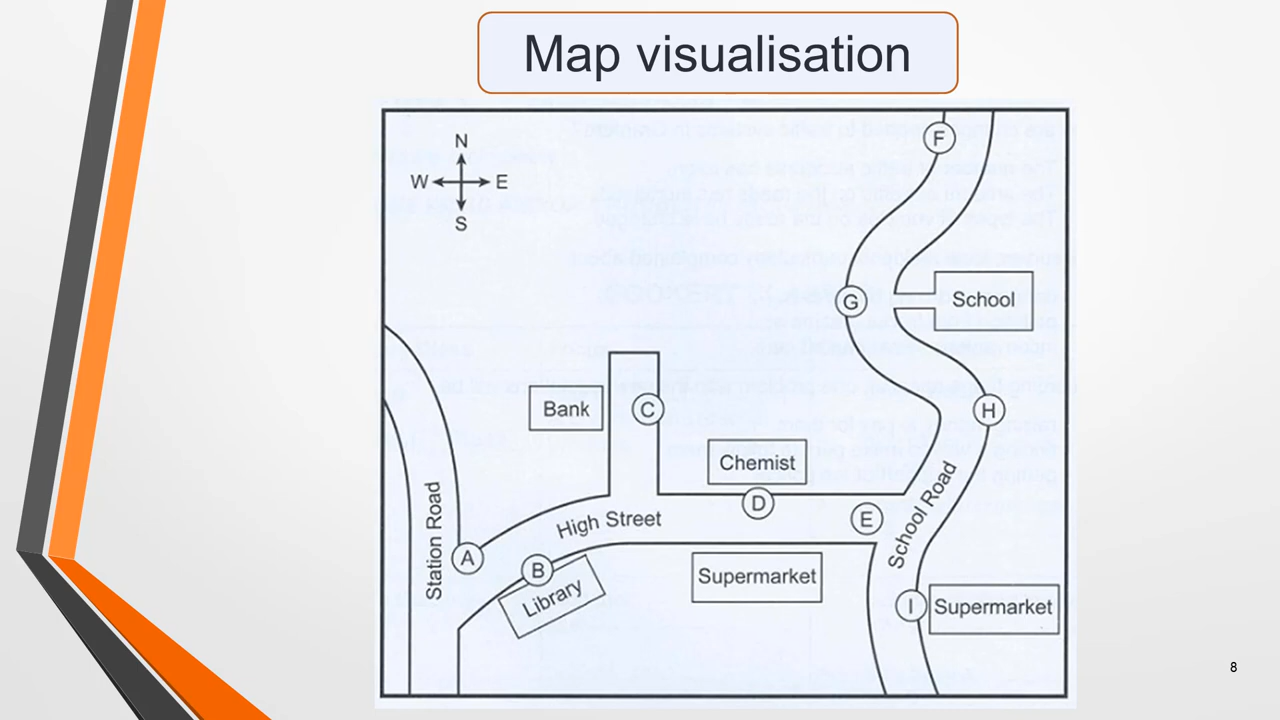 Map visualisation
N
W E
S
F
G
School
Bank
C
H
Chemist
D
E
High Street
School Road
Station Road
A
B
Library
Supermarket
I
Supermarket
8